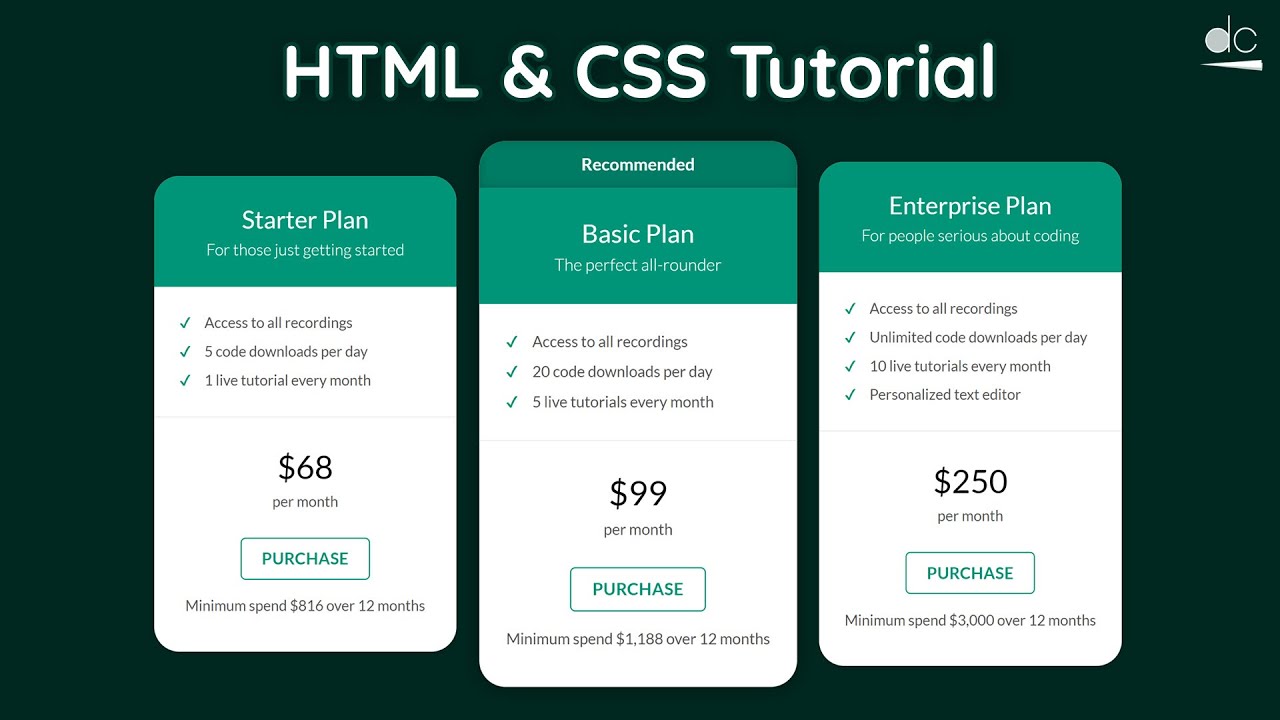 HTML & CSS Tutorial
dc
Starter Plan
For those just getting started
Access to all recordings
5 code downloads per day
1 live tutorial every month
$68
per month
PURCHASE
Minimum spend $816 over 12 months
Recommended
Basic Plan
The perfect all-rounder
Access to all recordings
20 code downloads per day
5 live tutorials every month
$99
per month
PURCHASE
Minimum spend $1,188 over 12 months
Enterprise Plan
For people serious about coding
Access to all recordings
Unlimited code downloads per day
10 live tutorials every month
Personalized text editor
$250
per month
PURCHASE
Minimum spend $3,000 over 12 months